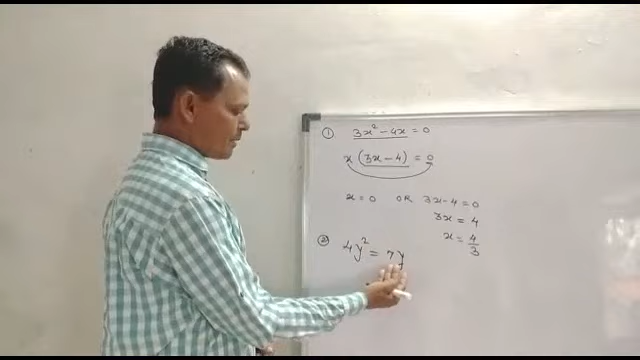 ① 3x² - 4x = 0
x (3x - 4) = 0
x = 0 OR 3x - 4 = 0
3x = 4
x = 4/3
② 4y² = 7y